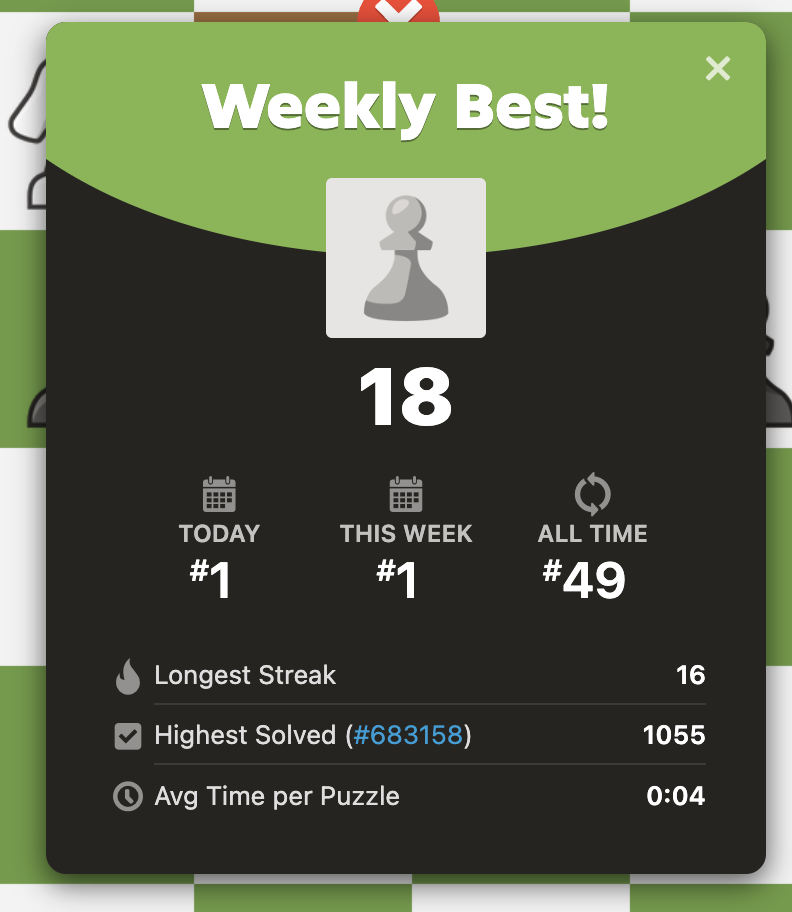 Weekly Best!
18
TODAY THIS WEEK ALL TIME
#1 #1 #49
Longest Streak 16
Highest Solved (#683158) 1055
Avg Time per Puzzle 0:04